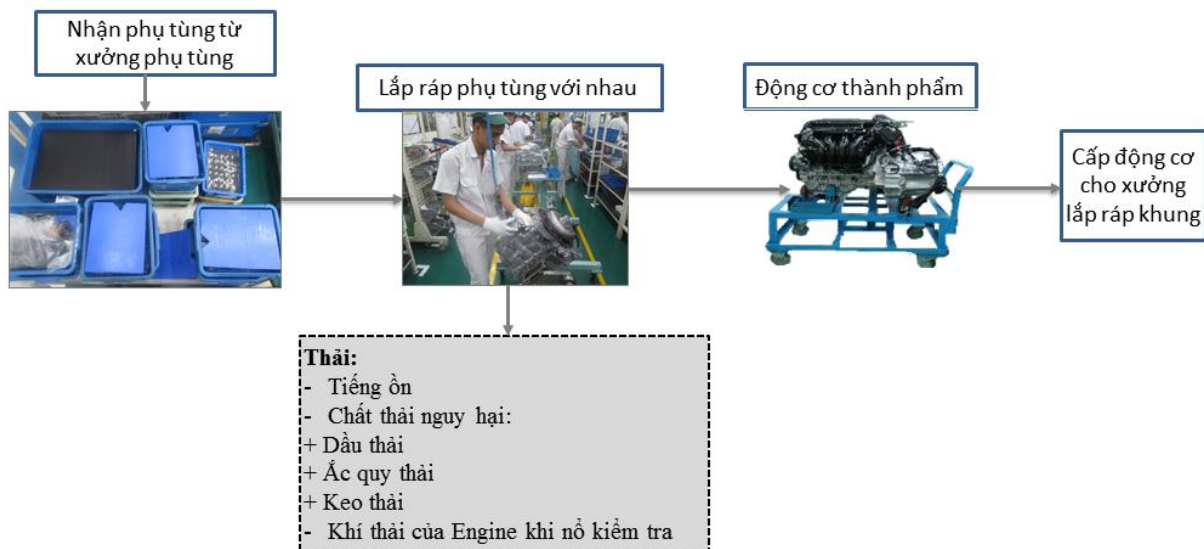 Nhận phụ tùng từ
xưởng phụ tùng
Lắp ráp phụ tùng với nhau
Động cơ thành phẩm
Cấp động cơ
cho xưởng
lắp ráp khung
Thải:
- Tiếng ồn
- Chất thải nguy hại:
+ Dầu thải
+ Ắc quy thải
+ Keo thải
- Khí thải của Engine khi nổ kiểm tra